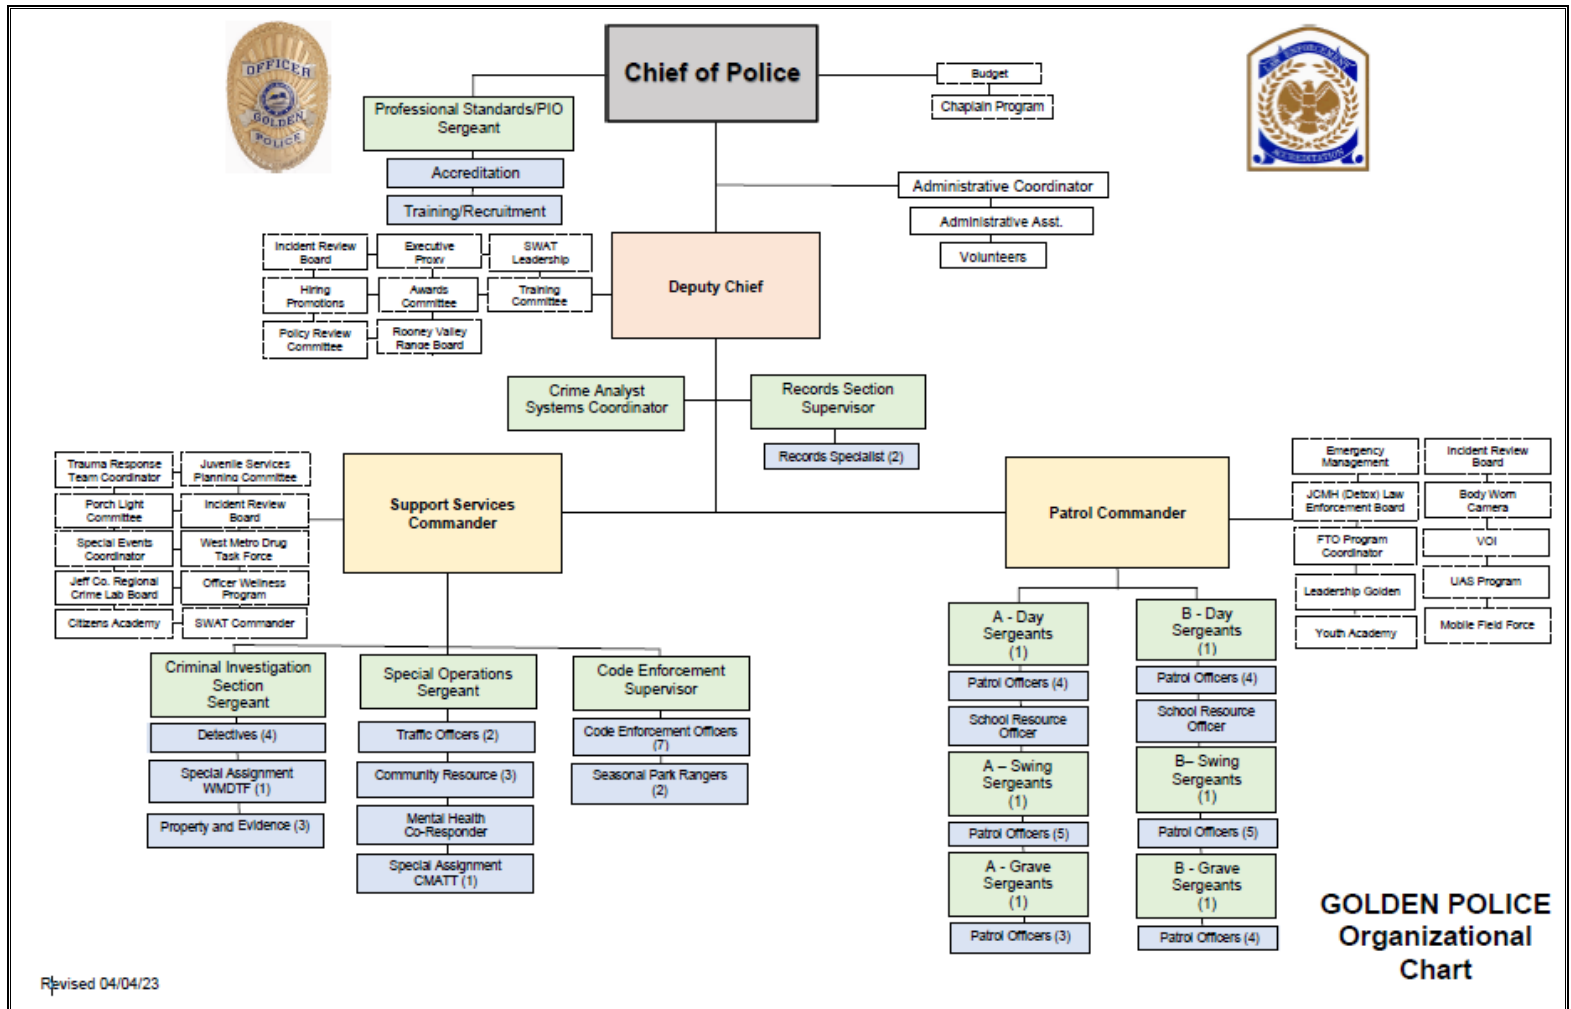 OFFICER
GOLDEN
POLICE
Chief of Police
Budget
Chaplain Program
LAW ENFORCEMENT
ACCREDITATION
Professional Standards/PIO
Sergeant
Accreditation
Training/Recruitment
Administrative Coordinator
Administrative Asst.
Volunteers
Incident Review
Board
Executive
Proxy
SWAT
Leadership
Hiring
Promotions
Awards
Committee
Training
Committee
Policy Review
Committee
Rooney Valley
Range Board
Deputy Chief
Crime Analyst
Systems Coordinator
Records Section
Supervisor
Records Specialist (2)
Trauma Response
Team Coordinator
Juvenile Services
Planning Committee
Porch Light
Committee
Incident Review
Board
Special Events
Coordinator
West Metro Drug
Task Force
Jeff Co. Regional
Crime Lab Board
Officer Wellness
Program
Citizens Academy
SWAT Commander
Support Services
Commander
Patrol Commander
Emergency
Management
Incident Review
Board
JCMH (Detox) Law
Enforcement Board
Body Worn
Camera
FTO Program
Coordinator
VOI
Leadership Golden
UAS Program
Youth Academy
Mobile Field Force
Criminal Investigation
Section
Sergeant
Detectives (4)
Special Assignment
WMDTF (1)
Property and Evidence (3)
Special Operations
Sergeant
Traffic Officers (2)
Community Resource (3)
Mental Health
Co-Responder
Special Assignment
CMATT (1)
Code Enforcement
Supervisor
Code Enforcement Officers
(7)
Seasonal Park Rangers
(2)
A - Day
Sergeants
(1)
Patrol Officers (4)
School Resource
Officer
A – Swing
Sergeants
(1)
Patrol Officers (5)
A - Grave
Sergeants
(1)
Patrol Officers (3)
B - Day
Sergeants
(1)
Patrol Officers (4)
School Resource
Officer
B– Swing
Sergeants
(1)
Patrol Officers (5)
B - Grave
Sergeants
(1)
Patrol Officers (4)
GOLDEN POLICE
Organizational
Chart
Revised 04/04/23